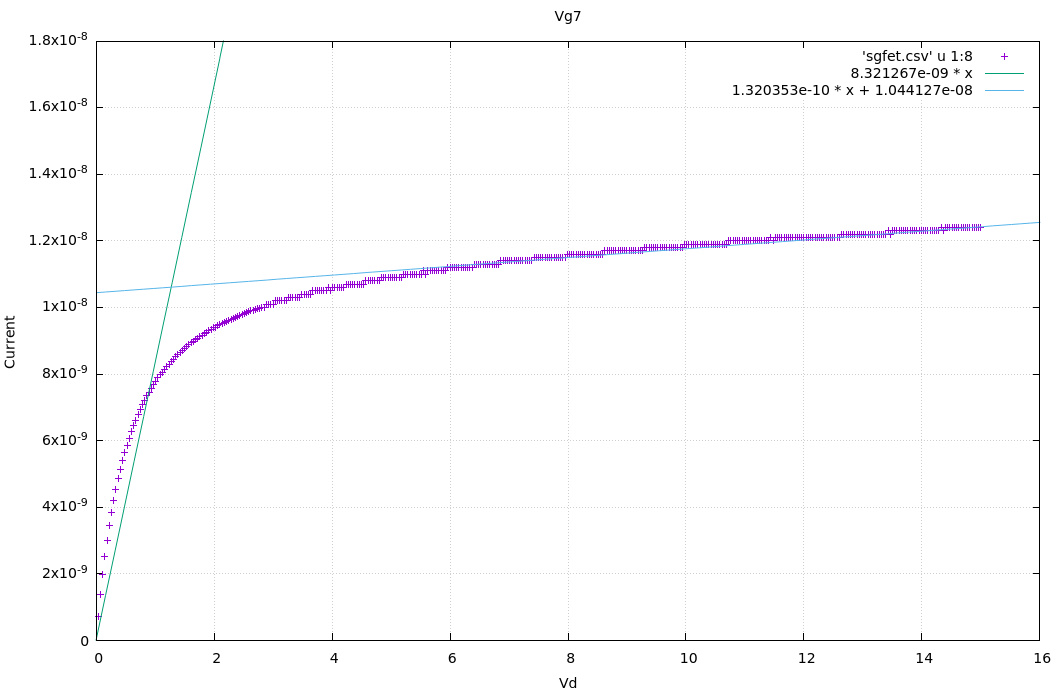 Vg7
'sgfet.csv' u 1:8
8.321267e-09 * x
1.320353e-10 * x + 1.044127e-08
1.8x10⁻⁸
1.6x10⁻⁸
1.4x10⁻⁸
1.2x10⁻⁸
1x10⁻⁸
8x10⁻⁹
6x10⁻⁹
4x10⁻⁹
2x10⁻⁹
0
Current
0 2 4 6 8 10 12 14 16
Vd